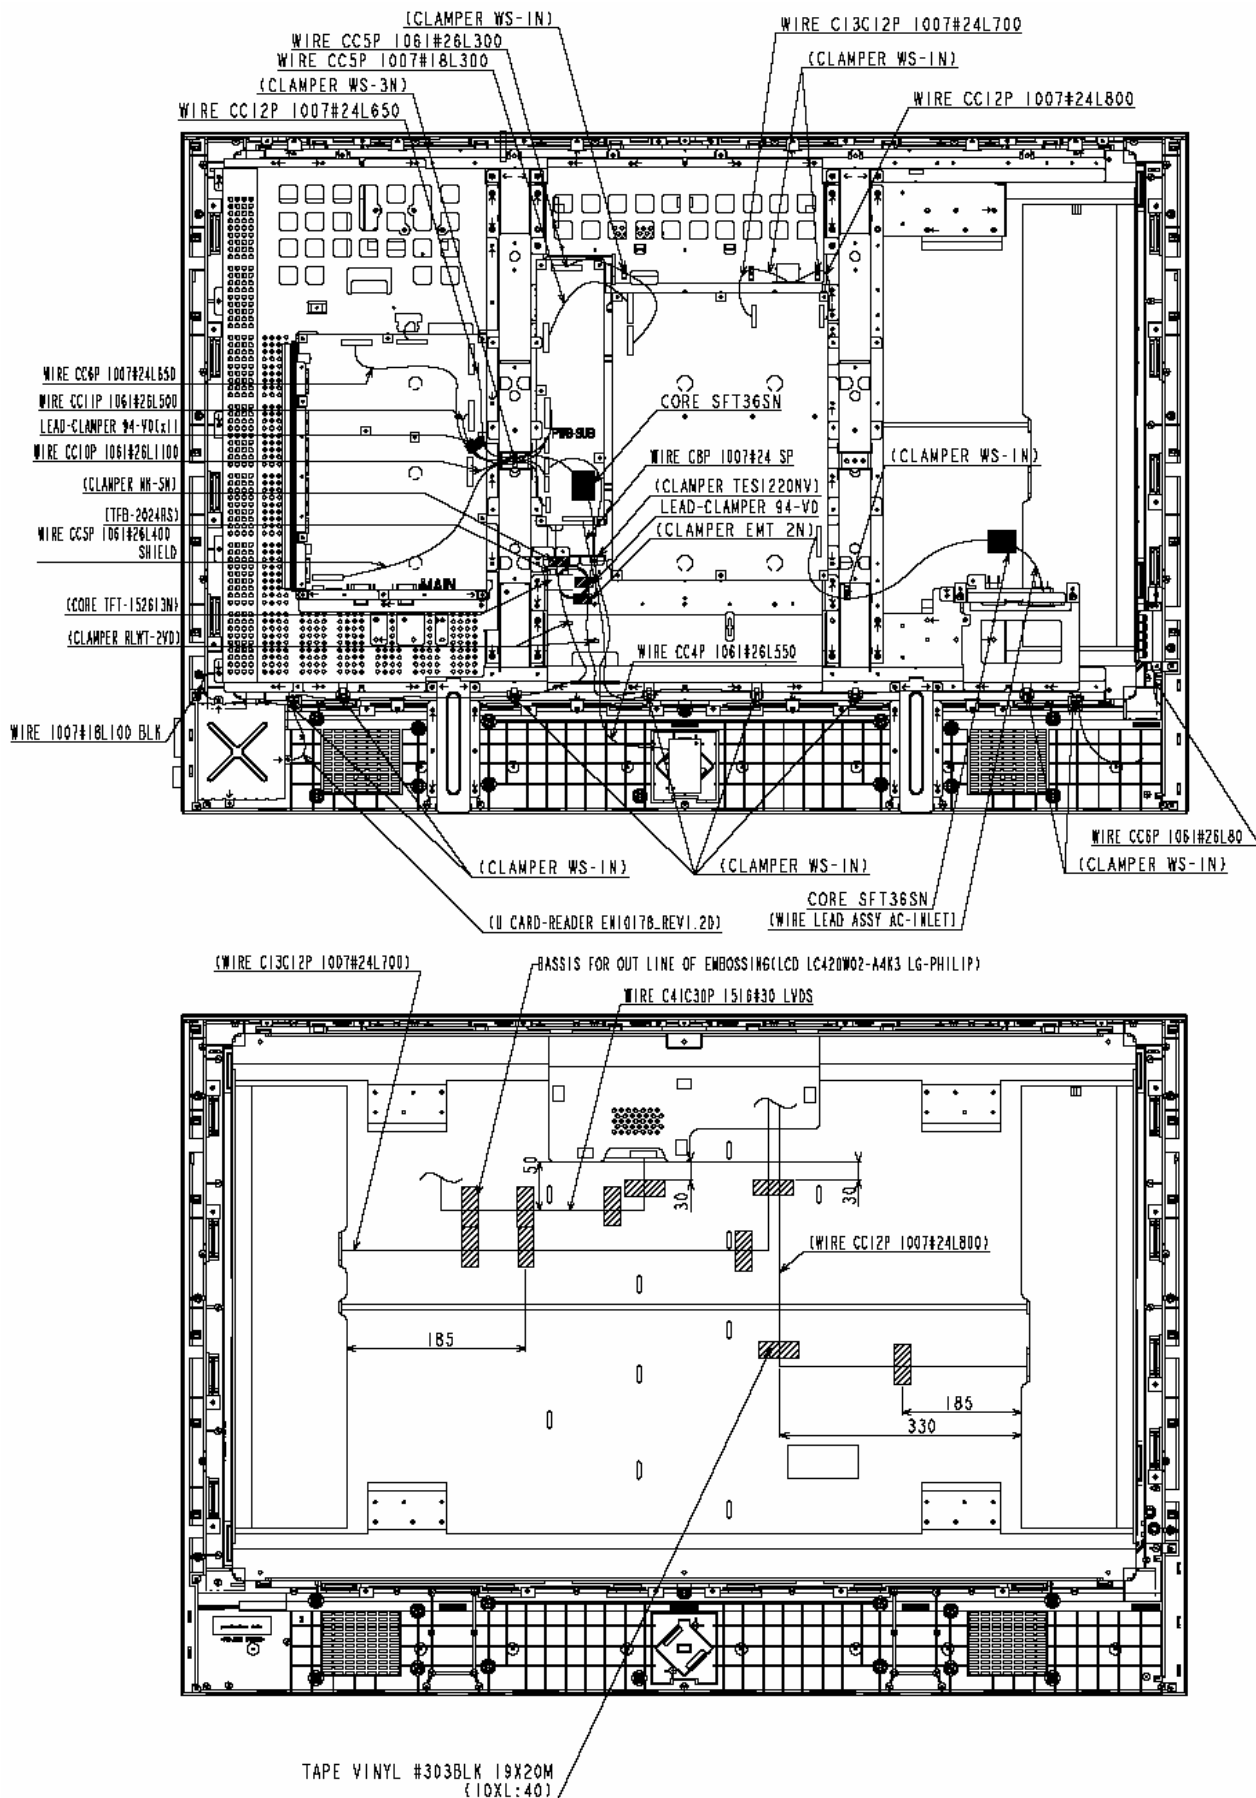 (CLAMPER WS-1N)
WIRE CC5P 1061#26L300
WIRE CC5P 1007#18L300
(CLAMPER WS-3N)
WIRE CC12P 1007#24L650
WIRE C13C12P 1007#24L700
(CLAMPER WS-1N)
WIRE CC12P 1007#24L800
WIRE CC6P 1007#24L650
WIRE CC11P 1061#26L500
LEAD-CLAMPER 94-VD(x1)
WIRE CC10P 1061#26L1100
(CLAMPER NK-5N)
(TFB-2024RS)
WIRE CC5P 1061#26L400
SHIELD
(CORE TFT-152613N)
(CLAMPER RLWT-2VD)
WIRE 1007#18L100 BLK
PWB-SUB
MAIN
CORE SFT36SN
WIRE C8P 1007#24 SP
(CLAMPER TES1220NV)
LEAD-CLAMPER 94-VD
(CLAMPER EMT 2N)
(CLAMPER WS-1N)
WIRE CC4P 1061#26L550
WIRE CC6P 1061#26L80
(CLAMPER WS-1N)
(CLAMPER WS-1N)
(CLAMPER WS-1N)
CORE SFT36SN
(WIRE LEAD ASSY AC-INLET)
(U CARD-READER EN10176_REV1.2D)
(WIRE C13C12P 1007#24L700)
BASSIS FOR OUT LINE OF EMBOSSING(LCD LC420W02-A4K3 LG-PHILIP)
WIRE C41C30P 1516#30 LVDS
50
30
30
(WIRE CC12P 1007#24L800)
185
185
330
TAPE VINYL #303BLK 19X20M
(10XL:40)